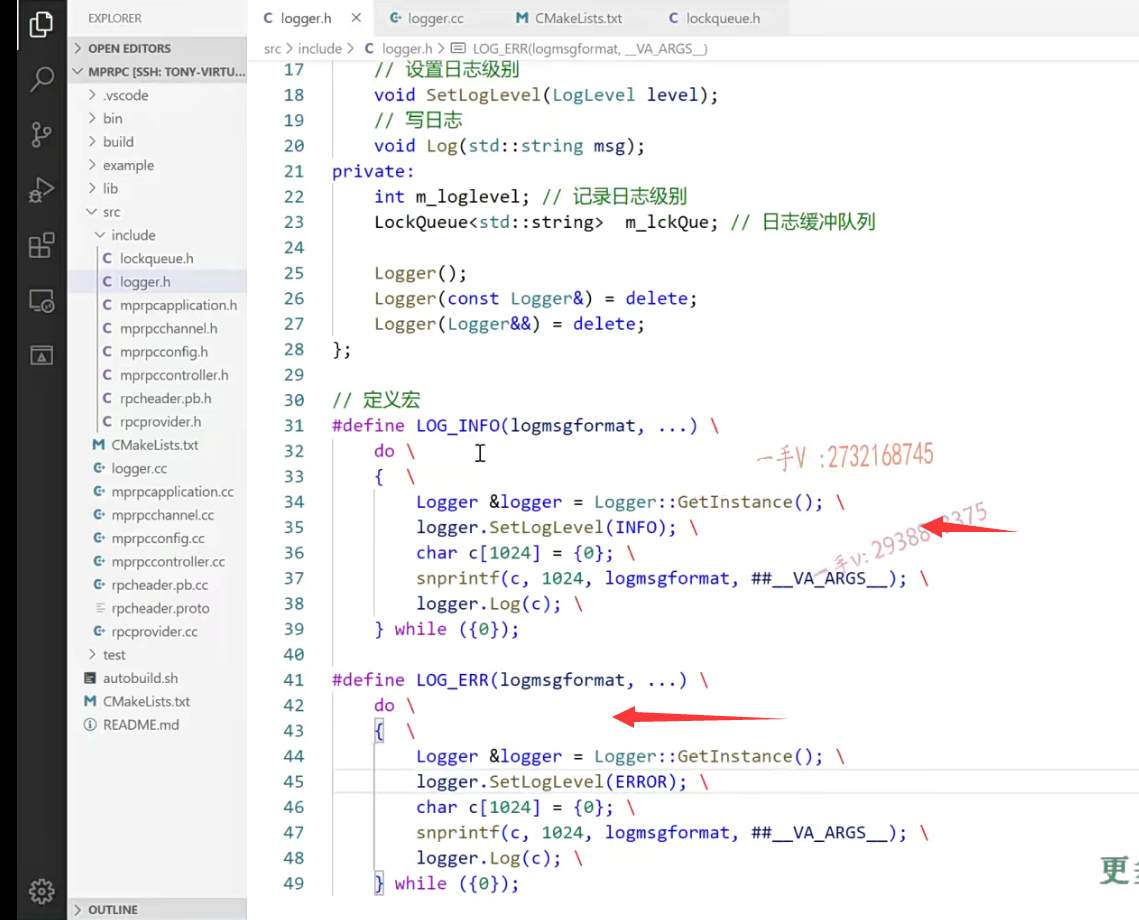 EXPLORER
OPEN EDITORS
MPRPC [SSH: TONY-VIRTU...
.vscode
bin
build
example
lib
src
include
C lockqueue.h
C logger.h
C mprpcapplication.h
C mprpcchannel.h
C mprpcconfig.h
C mprpccontroller.h
C rpcheader.pb.h
C rpcprovider.h
M CMakeLists.txt
logger.cc
mprpcapplication.cc
mprpcchannel.cc
mprpcconfig.cc
mprpccontroller.cc
rpcheader.pb.cc
rpcheader.proto
rpcprovider.cc
test
autobuild.sh
M CMakeLists.txt
README.md
OUTLINE
C logger.h
logger.cc
M CMakeLists.txt
C lockqueue.h
src > include > C logger.h > LOG_ERR(logmsgformat, __VA_ARGS__)
17 // 设置日志级别
18 void SetLogLevel(LogLevel level);
19 // 写日志
20 void Log(std::string msg);
21 private:
22 int m_loglevel; // 记录日志级别
23 LockQueue<std::string>  m_lckQue; // 日志缓冲队列
24
25 Logger();
26 Logger(const Logger&) = delete;
27 Logger(Logger&&) = delete;
28 };
29
30 // 定义宏
31 #define LOG_INFO(logmsgformat, ...) \
32 do \
33 {  \
34 Logger &logger = Logger::GetInstance(); \
35 logger.SetLogLevel(INFO); \
36 char c[1024] = {0}; \
37 snprintf(c, 1024, logmsgformat, ##__VA_ARGS__); \
38 logger.Log(c); \
39 } while ({0});
40
41 #define LOG_ERR(logmsgformat, ...) \
42 do \
43 {  \
44 Logger &logger = Logger::GetInstance(); \
45 logger.SetLogLevel(ERROR); \
46 char c[1024] = {0}; \
47 snprintf(c, 1024, logmsgformat, ##__VA_ARGS__); \
48 logger.Log(c); \
49 } while ({0});
一手V :2732168745
一手v:
更